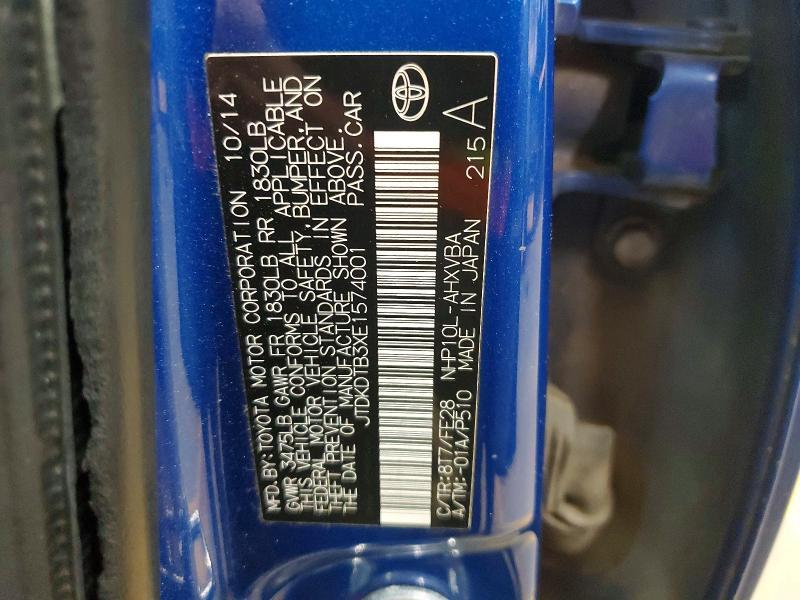 MFD.BY:TOYOTA MOTOR CORPORATION 10/14
GVWR 3475LB GAWR FR 1830LB RR 1830LB
THIS VEHICLE CONFORMS TO ALL APPLICABLE
FEDERAL MOTOR VEHICLE SAFETY,BUMPER,AND
THEFT PREVENTION STANDARDS IN EFFECT ON
THE DATE OF MANUFACTURE SHOWN ABOVE.
JTDKDTB3XE1574001 PASS.CAR
C/TR:8T7/FE28 NHP10L-AHXVBA
A/TM:-01A/P510 MADE IN JAPAN 215 A